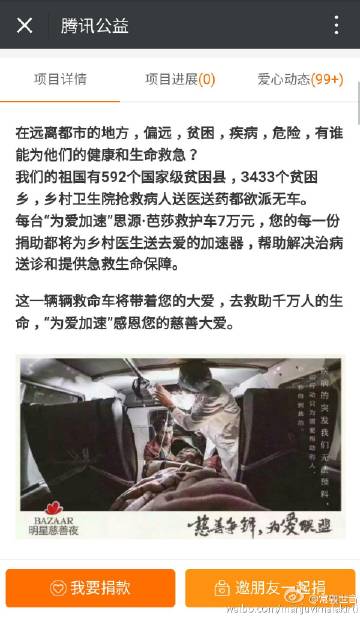 腾讯公益
项目详情 项目进展(0) 爱心动态(99+)
在远离都市的地方，偏远，贫困，疾病，危险，有谁
能为他们的健康和生命救急？
我们的祖国有592个国家级贫困县，3433个贫困
乡，乡村卫生院抢救病人送医送药都欲派无车。
每台“为爱加速”思源·芭莎救护车7万元，您的每一份
捐助都将为乡村医生送去爱的加速器，帮助解决治病
送诊和提供急救生命保障。
这一辆辆救命车将带着您的大爱，去救助千万人的生
命，“为爱加速”感恩您的慈善大爱。
疾病的突发我们无法预料，
BAZAAR
明星慈善夜
慈善争锋，为爱联盟
我要捐款 邀朋友一起捐